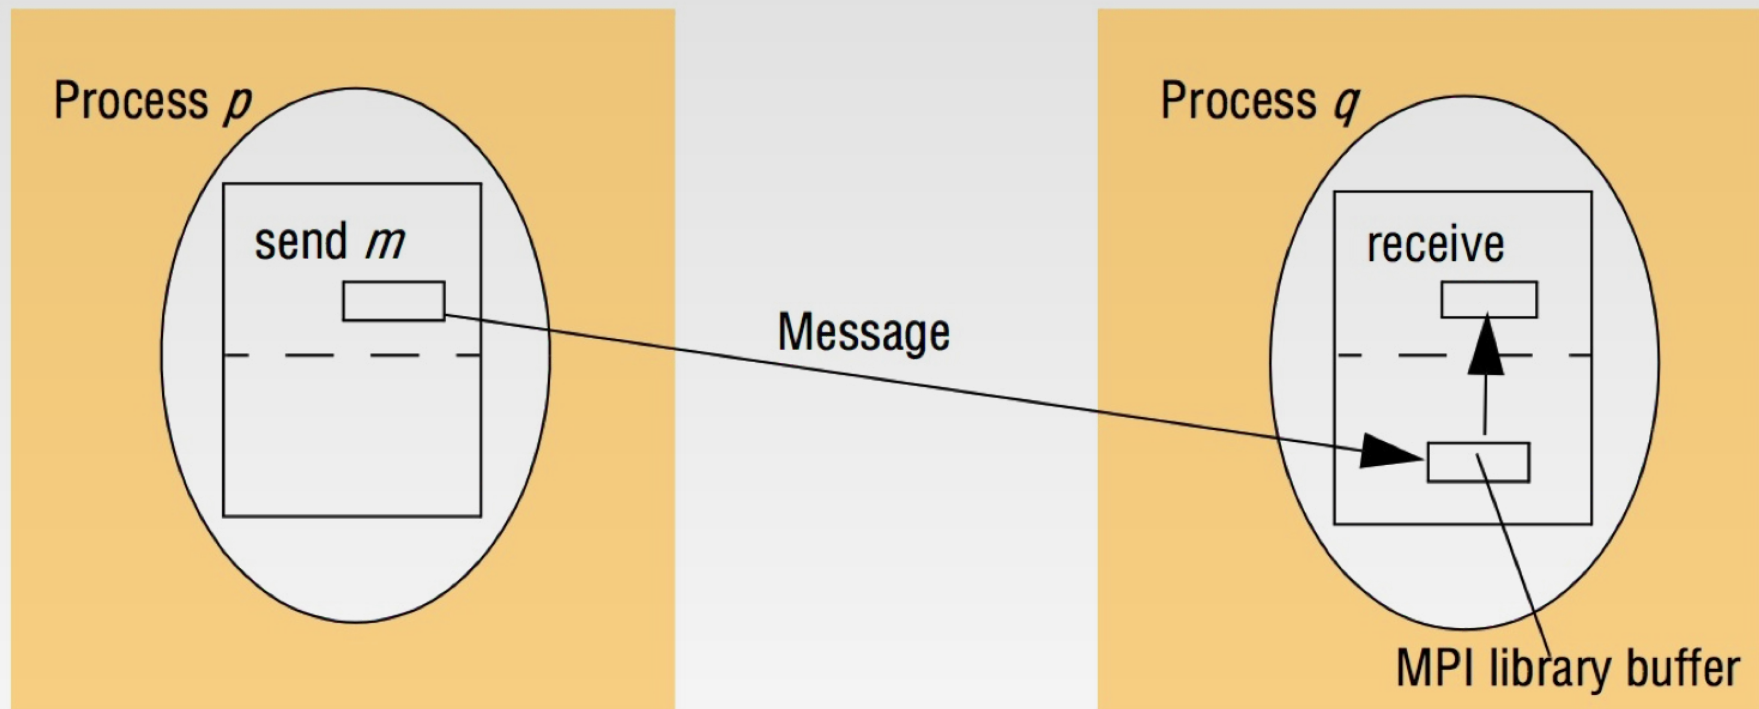 Process p
Process q
send m
receive
Message
MPI library buffer